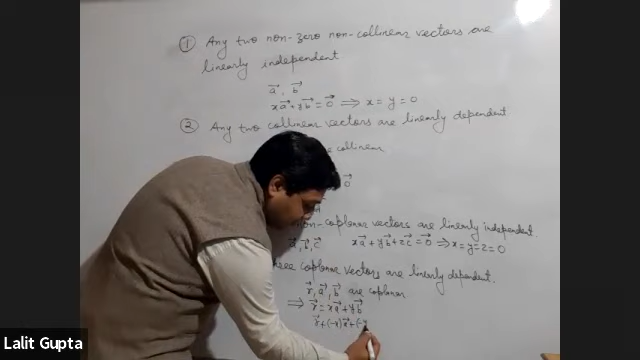 ① Any two non-zero non-collinear vectors are
linearly independent
a⃗, b⃗
xa⃗ + yb⃗ = 0⃗ ⟹ x = y = 0
② Any two collinear vectors are linearly dependent
collinear
0⃗
non-coplanar vectors are linearly independent.
a⃗, b⃗, c⃗ xa⃗ + yb⃗ + zc⃗ = 0⃗ ⟹ x=y=z=0
three coplanar vectors are linearly dependent.
r⃗, a⃗, b⃗ are coplanar
⟹ r⃗ = xa⃗ + yb⃗
r⃗ + (-x)a⃗ + (-y
Lalit Gupta
Lalit Gupta